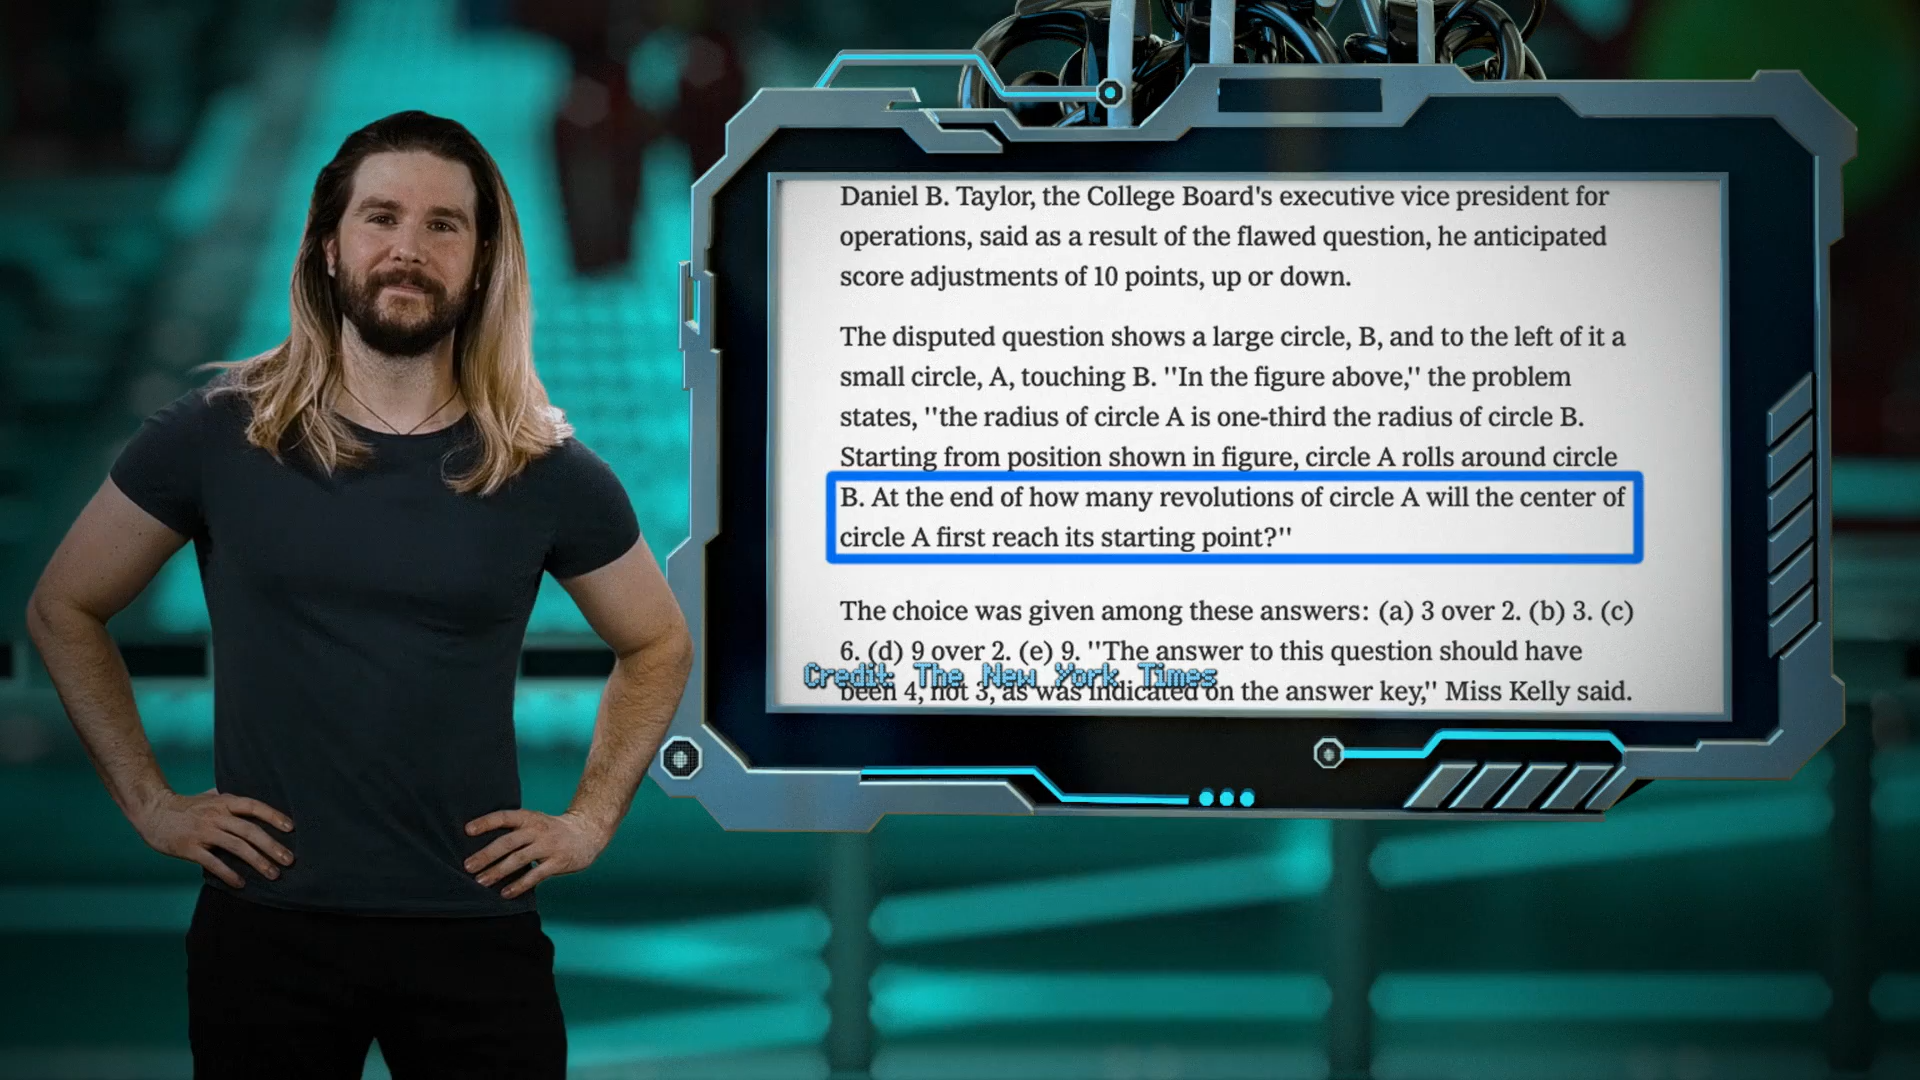 Daniel B. Taylor, the College Board's executive vice president for
operations, said as a result of the flawed question, he anticipated
score adjustments of 10 points, up or down.
The disputed question shows a large circle, B, and to the left of it a
small circle, A, touching B. "In the figure above," the problem
states, "the radius of circle A is one-third the radius of circle B.
Starting from position shown in figure, circle A rolls around circle
B. At the end of how many revolutions of circle A will the center of
circle A first reach its starting point?"
The choice was given among these answers: (a) 3 over 2. (b) 3. (c)
6. (d) 9 over 2. (e) 9. "The answer to this question should have
Credit: The New York Times
been 4, not 3, as was indicated on the answer key," Miss Kelly said.